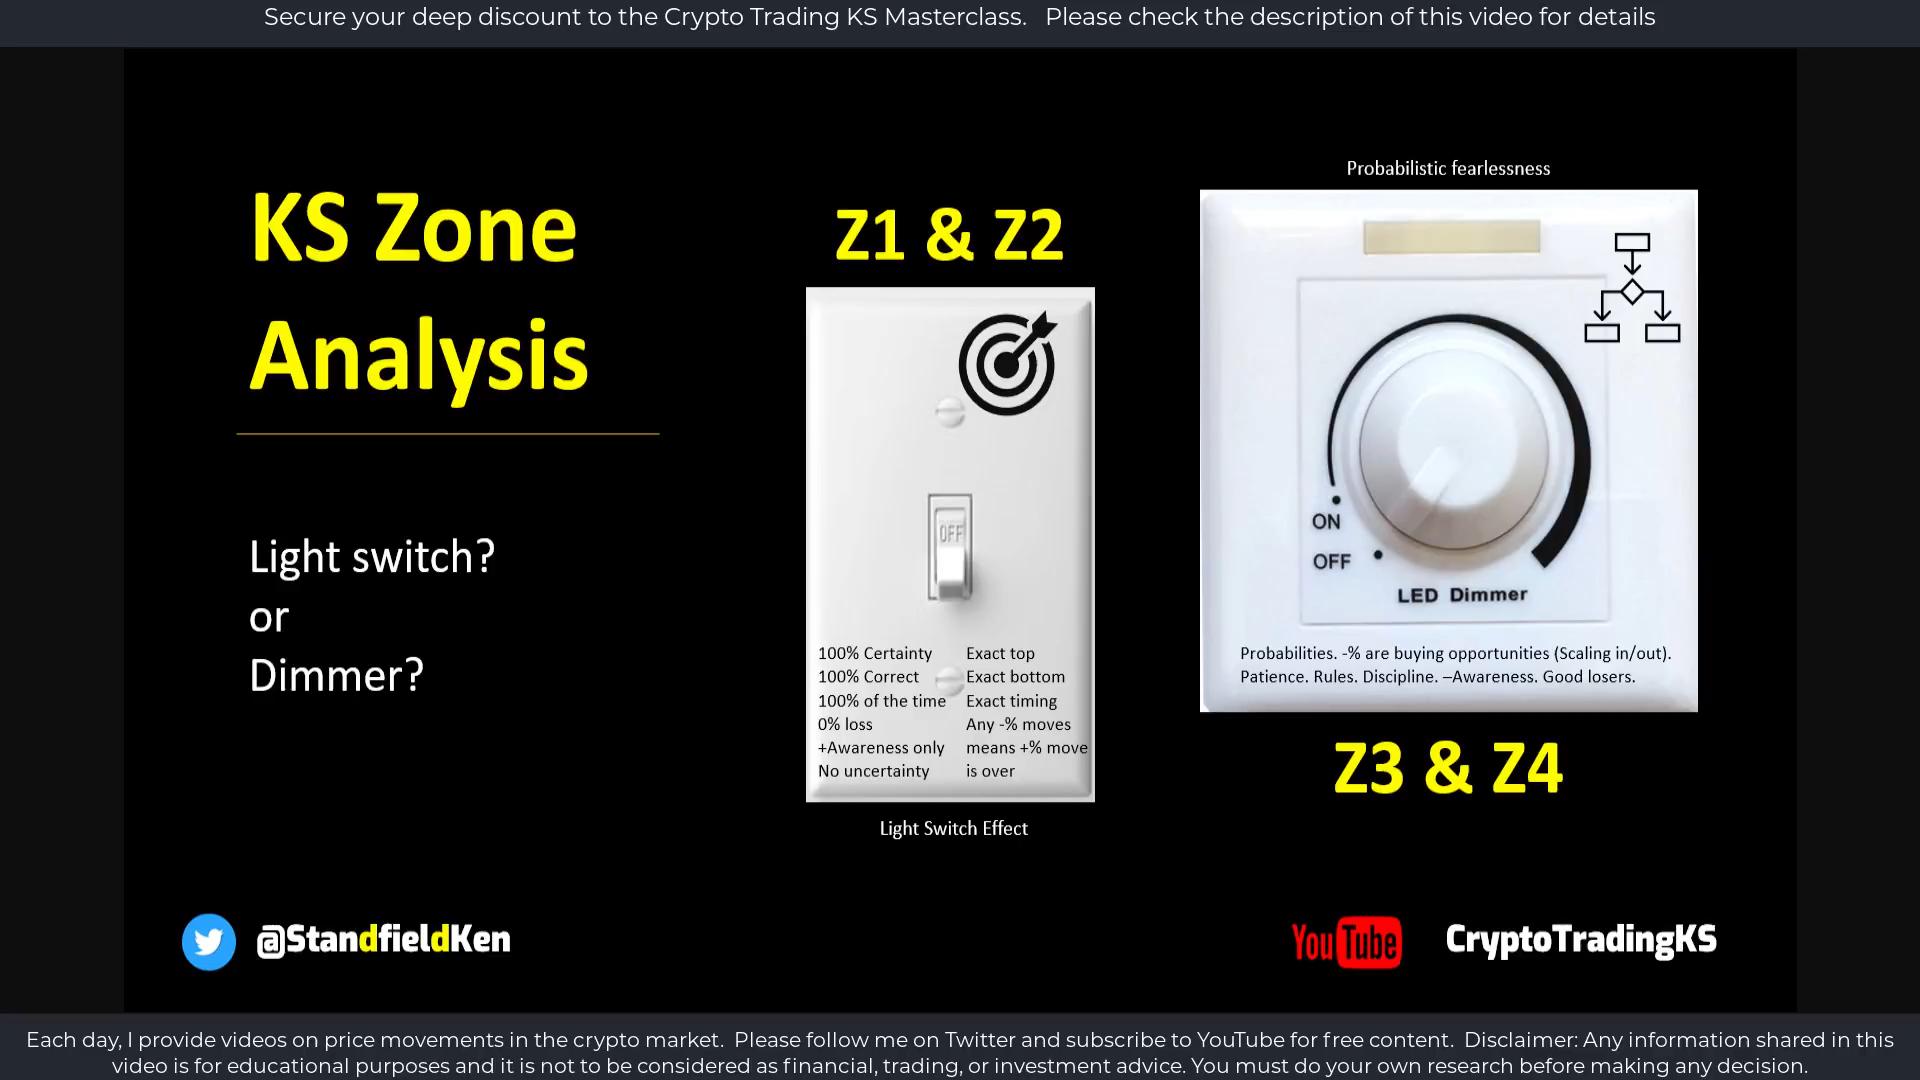 Secure your deep discount to the Crypto Trading KS Masterclass.   Please check the description of this video for details
KS Zone
Analysis
Light switch?
or
Dimmer?
Z1 & Z2
OFF
100% Certainty
100% Correct
100% of the time
0% loss
+Awareness only
No uncertainty
Exact top
Exact bottom
Exact timing
Any -% moves
means +% move
is over
Light Switch Effect
Probabilistic fearlessness
ON
OFF
LED Dimmer
Probabilities. -% are buying opportunities (Scaling in/out).
Patience. Rules. Discipline. –Awareness. Good losers.
Z3 & Z4
@StandfieldKen
YouTube
CryptoTradingKS
Each day, I provide videos on price movements in the crypto market.  Please follow me on Twitter and subscribe to YouTube for free content.  Disclaimer: Any information shared in this
video is for educational purposes and it is not to be considered as financial, trading, or investment advice. You must do your own research before making any decision.